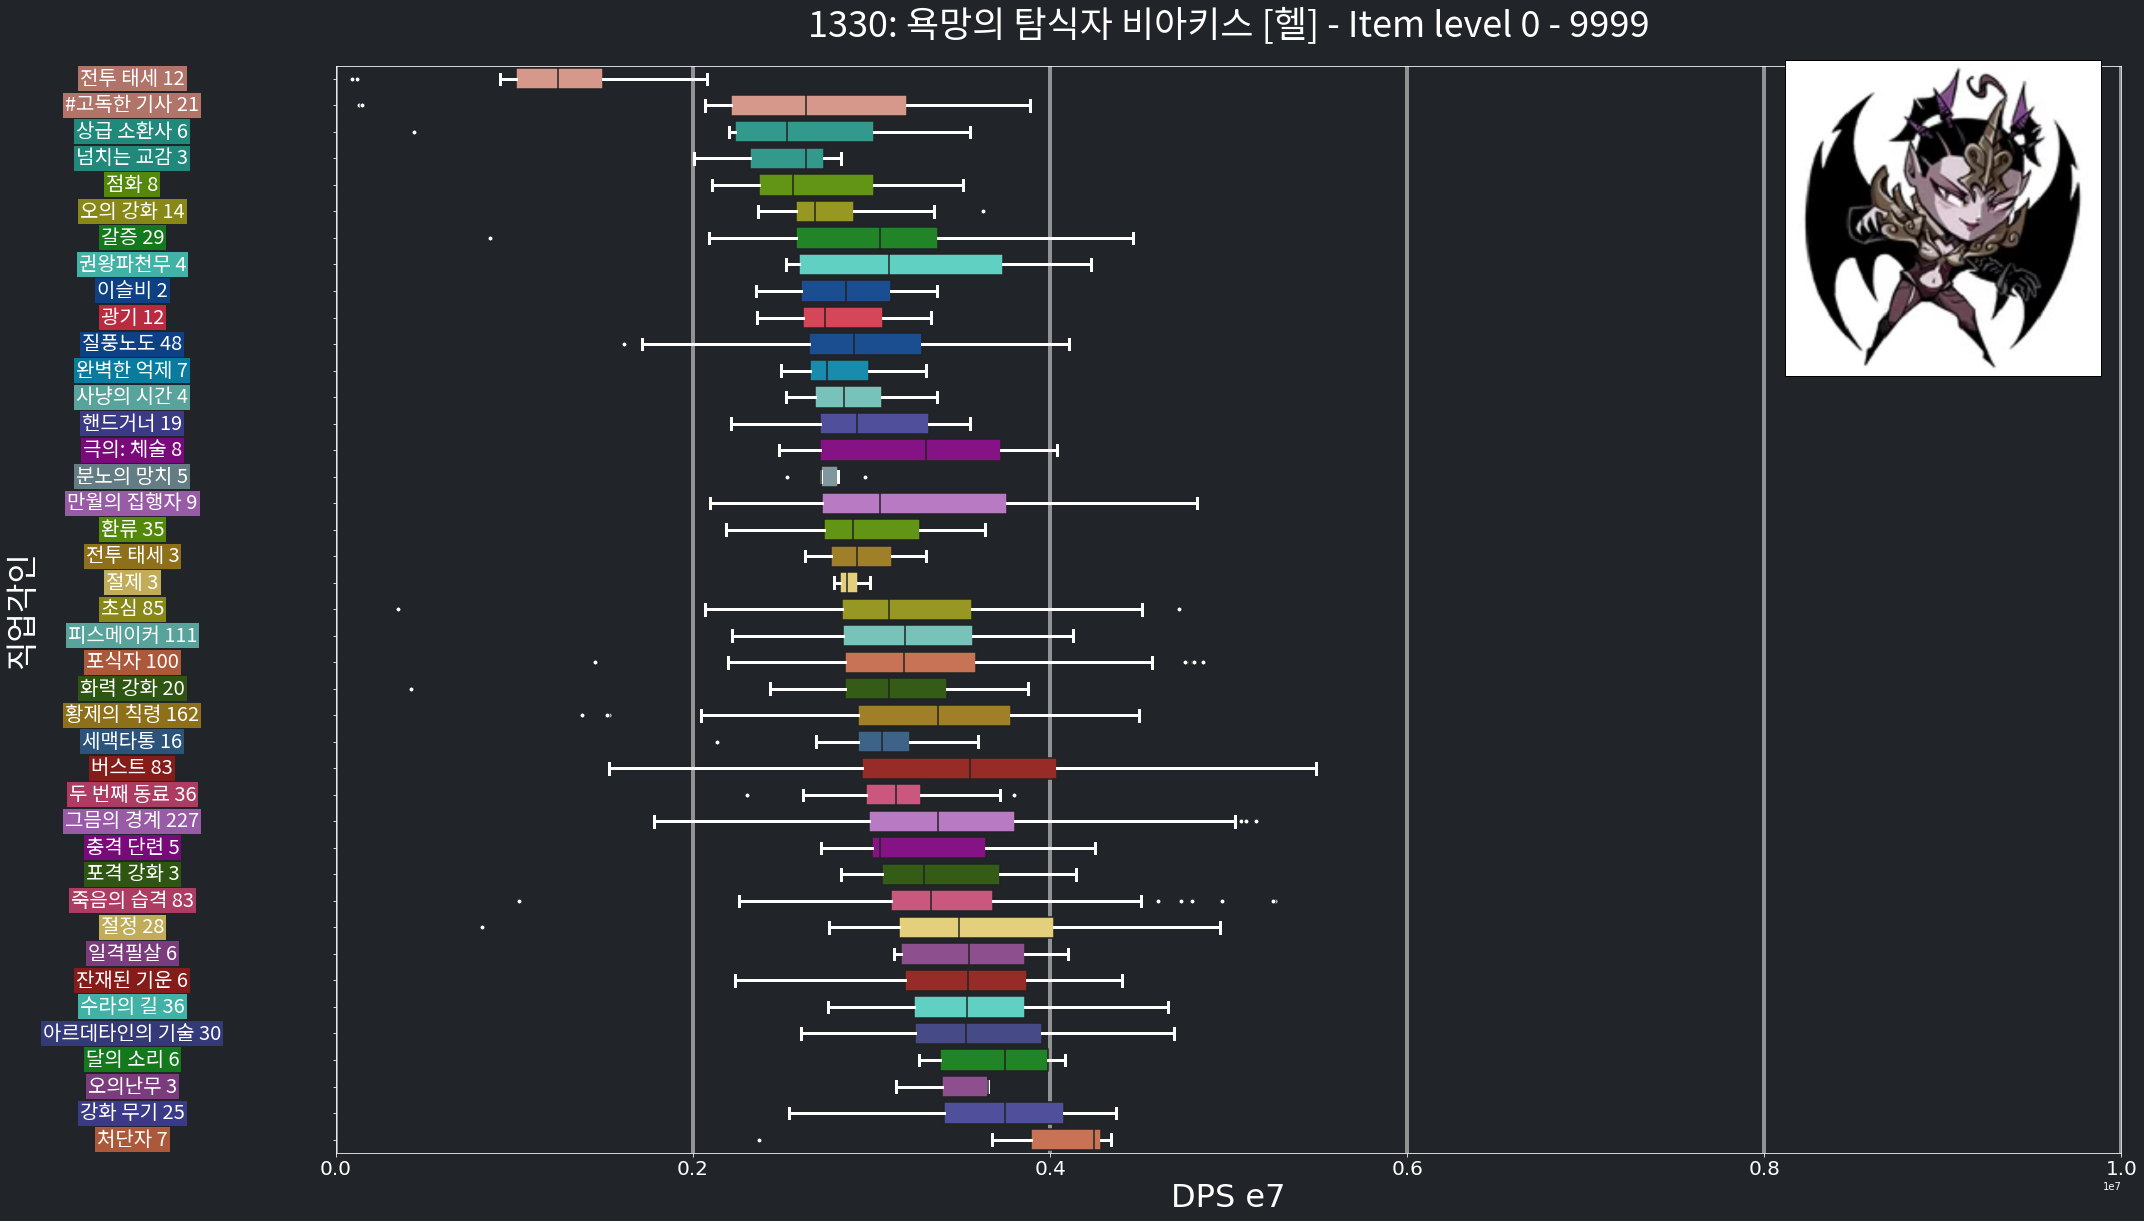 1330: 욕망의 탐식자 비아키스 [헬] - Item level 0 - 9999
전투 태세 12
#고독한 기사 21
상급 소환사 6
넘치는 교감 3
점화 8
오의 강화 14
갈증 29
권왕파천무 4
이슬비 2
광기 12
질풍노도 48
완벽한 억제 7
사냥의 시간 4
핸드거너 19
극의: 체술 8
분노의 망치 5
만월의 집행자 9
환류 35
전투 태세 3
절제 3
초심 85
피스메이커 111
포식자 100
화력 강화 20
황제의 칙령 162
세맥타통 16
버스트 83
두 번째 동료 36
그믐의 경계 227
충격 단련 5
포격 강화 3
죽음의 습격 83
절정 28
일격필살 6
잔재된 기운 6
수라의 길 36
아르데타인의 기술 30
달의 소리 6
오의난무 3
강화 무기 25
처단자 7
직업각인
0.0 0.2 0.4 0.6 0.8 1.0
1e7
DPS e7